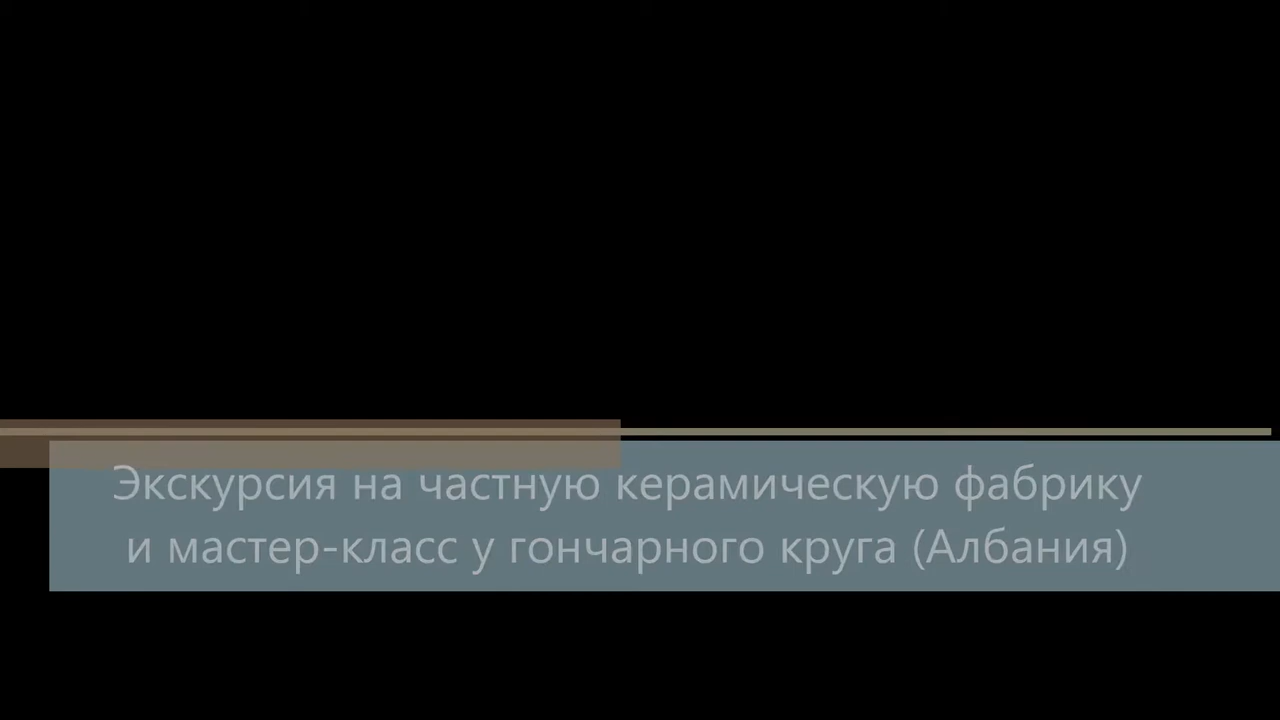 Экскурсия на частную керамическую фабрику
и мастер-класс у гончарного круга (Албания)